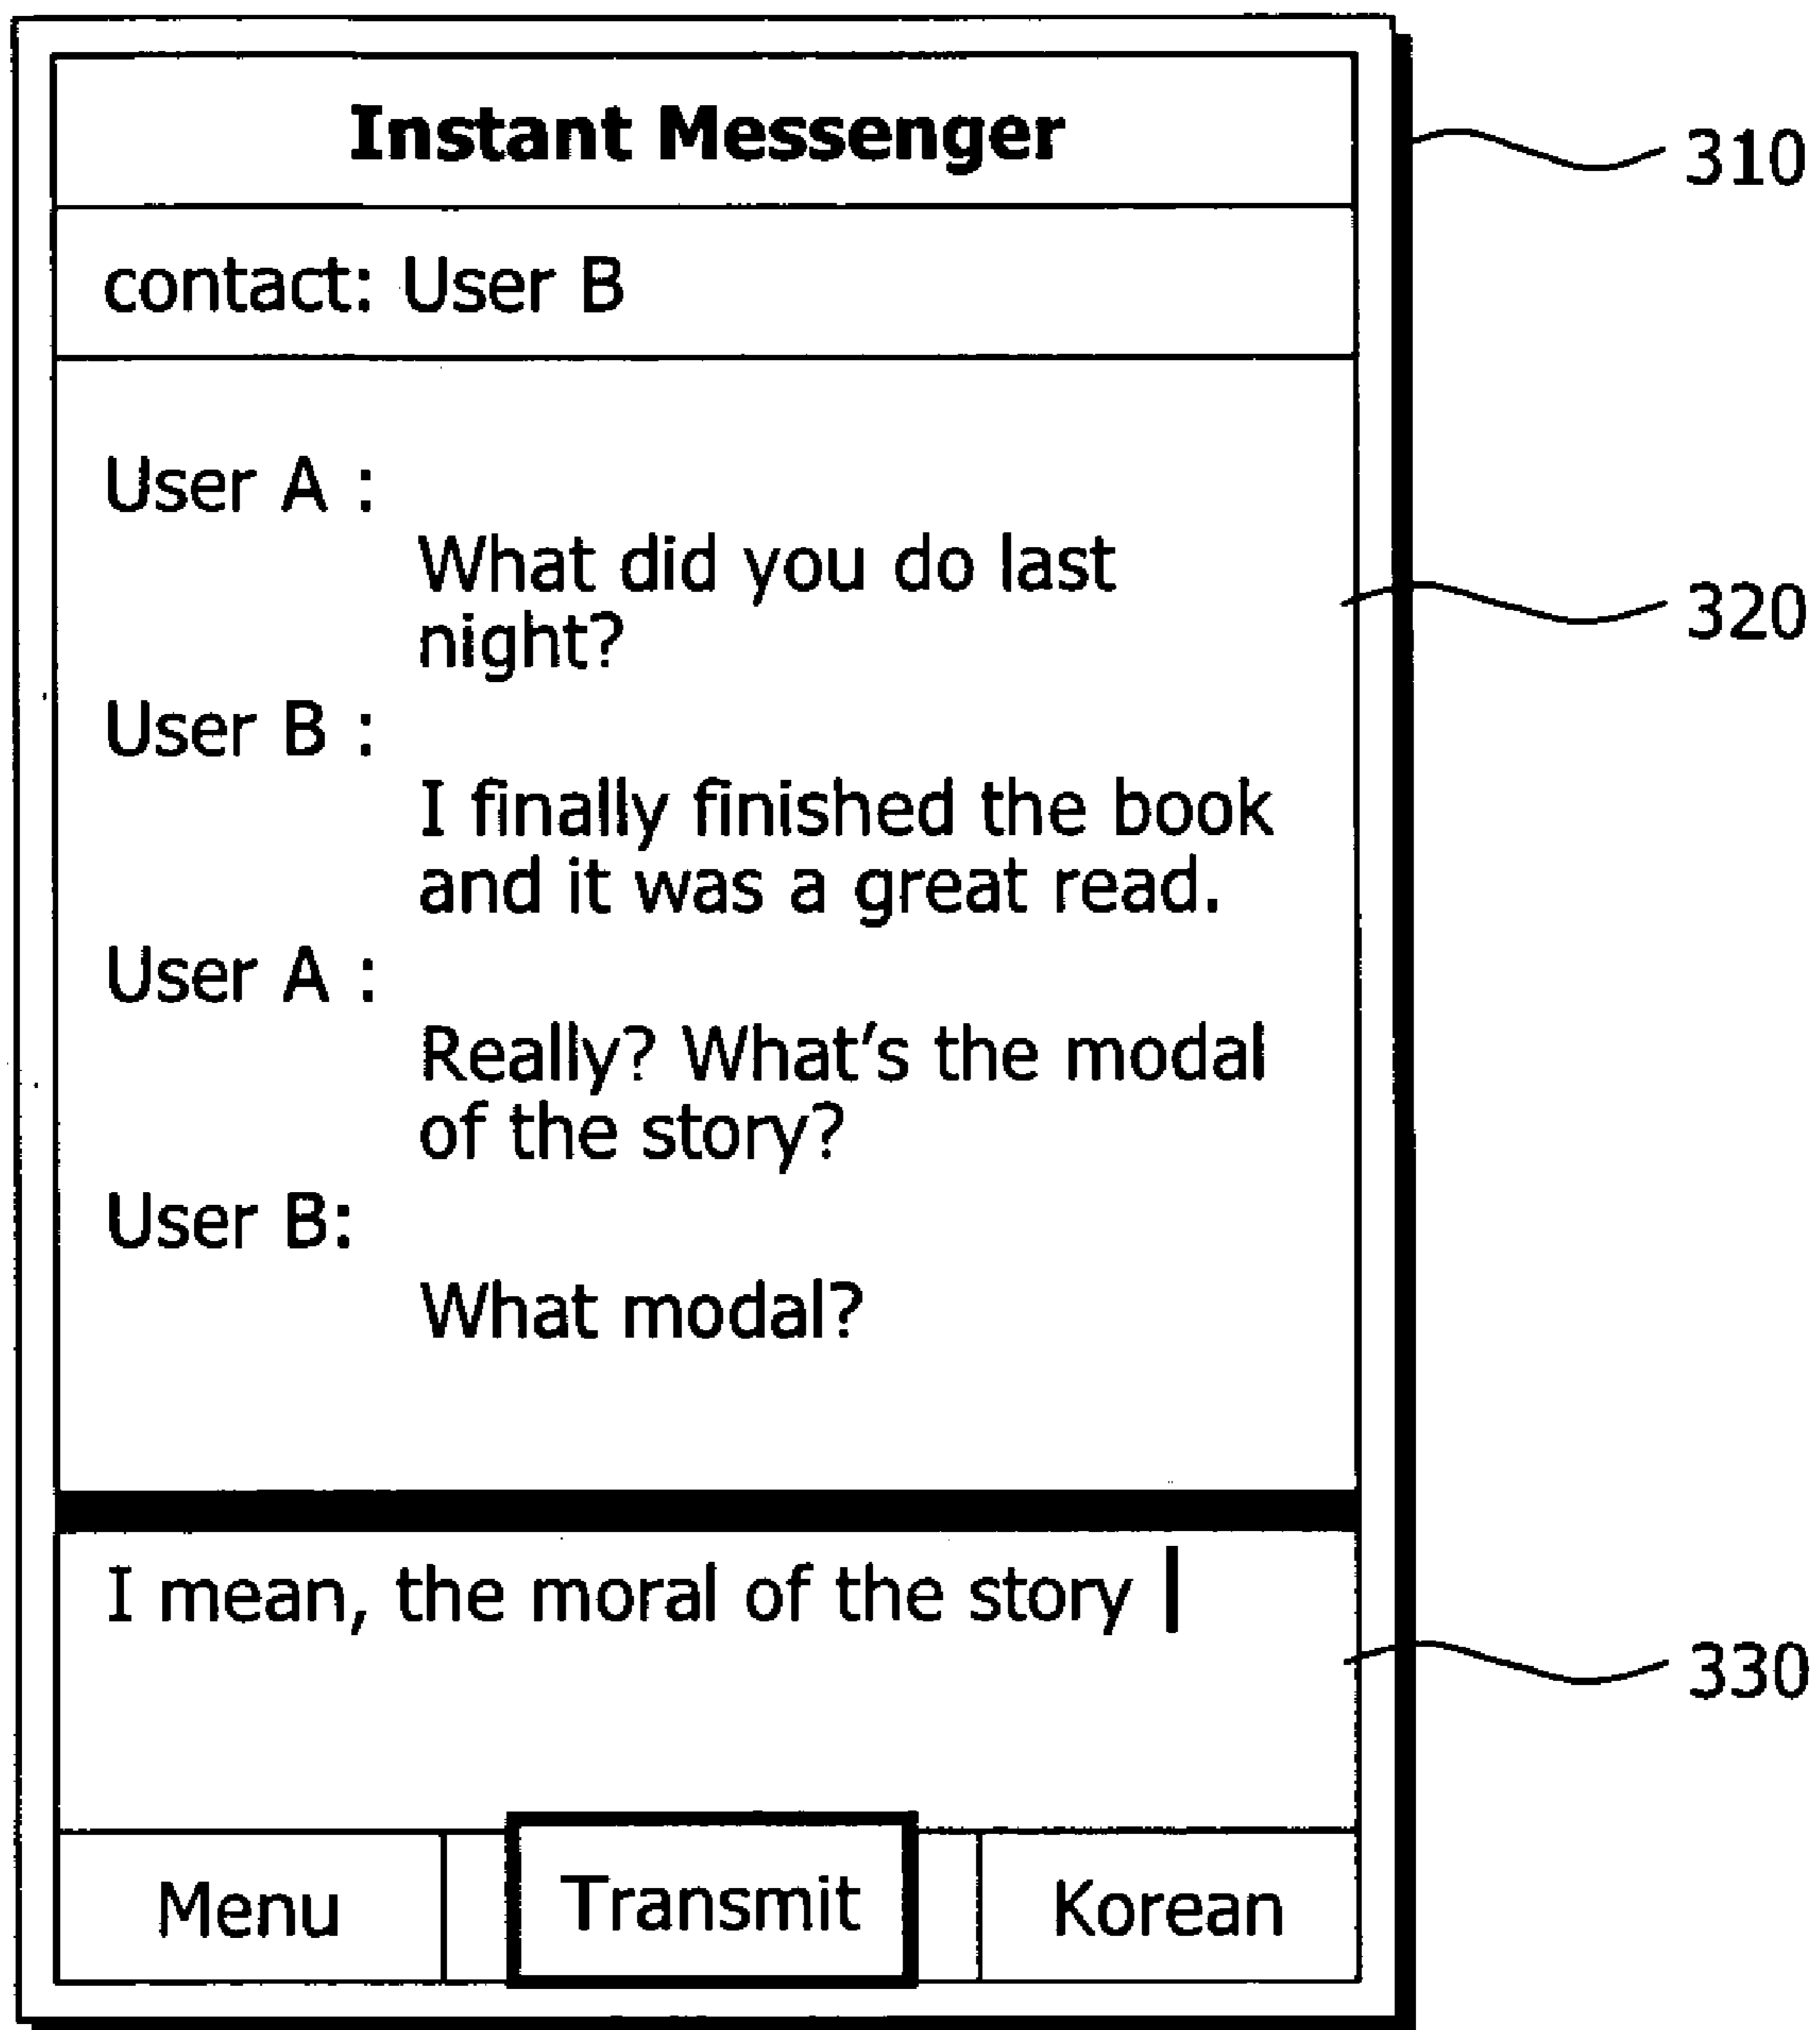 Instant Messenger
310
contact: User B
User A :
What did you do last
320
night?
User B :
I finally finished the book
and it was a great read.
User A :
Really? What's the modal
of the story?
User B:
What modal?
I mean, the moral of the story
330
Menu
Transmit
Korean